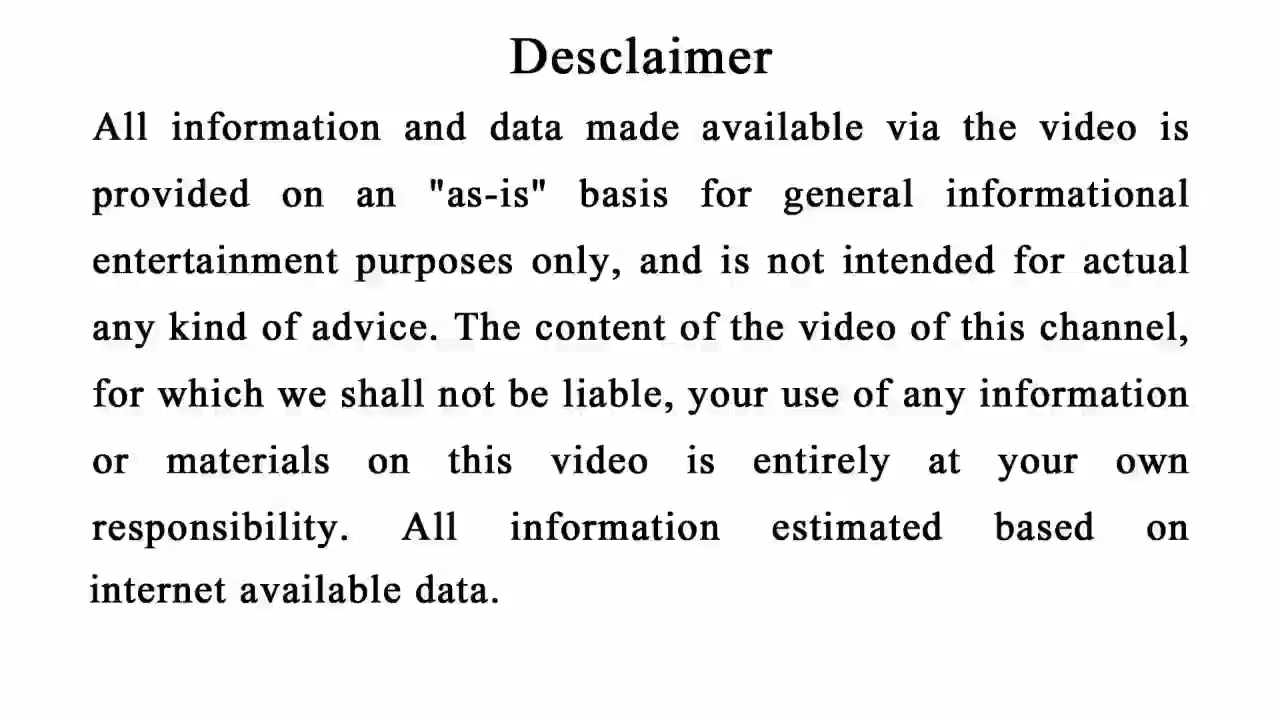 Desclaimer
All information and data made available via the video is
provided on an "as-is" basis for general informational
entertainment purposes only, and is not intended for actual
any kind of advice. The content of the video of this channel,
for which we shall not be liable, your use of any information
or materials on this video is entirely at your own
responsibility. All information estimated based on
internet available data.